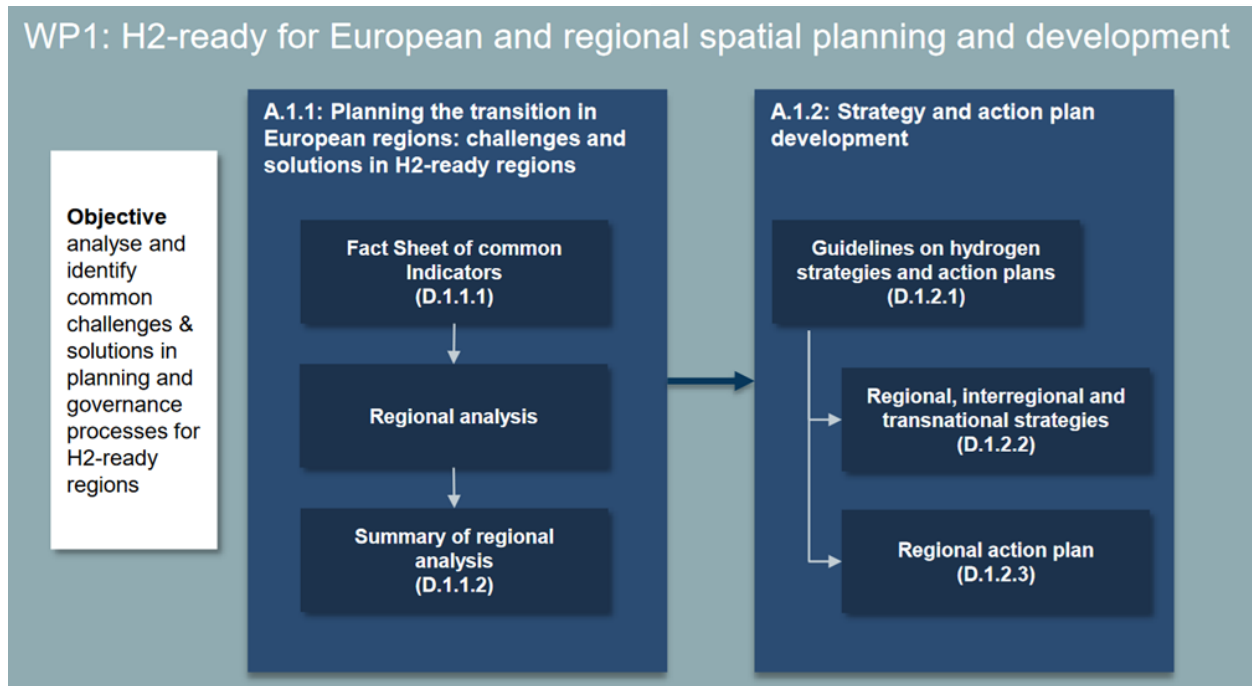 WP1: H2-ready for European and regional spatial planning and development
Objective
analyse and
identify
common
challenges &
solutions in
planning and
governance
processes for
H2-ready
regions
A.1.1: Planning the transition in
European regions: challenges and
solutions in H2-ready regions
Fact Sheet of common
Indicators
(D.1.1.1)
Regional analysis
Summary of regional
analysis
(D.1.1.2)
A.1.2: Strategy and action plan
development
Guidelines on hydrogen
strategies and action plans
(D.1.2.1)
Regional, interregional and
transnational strategies
(D.1.2.2)
Regional action plan
(D.1.2.3)